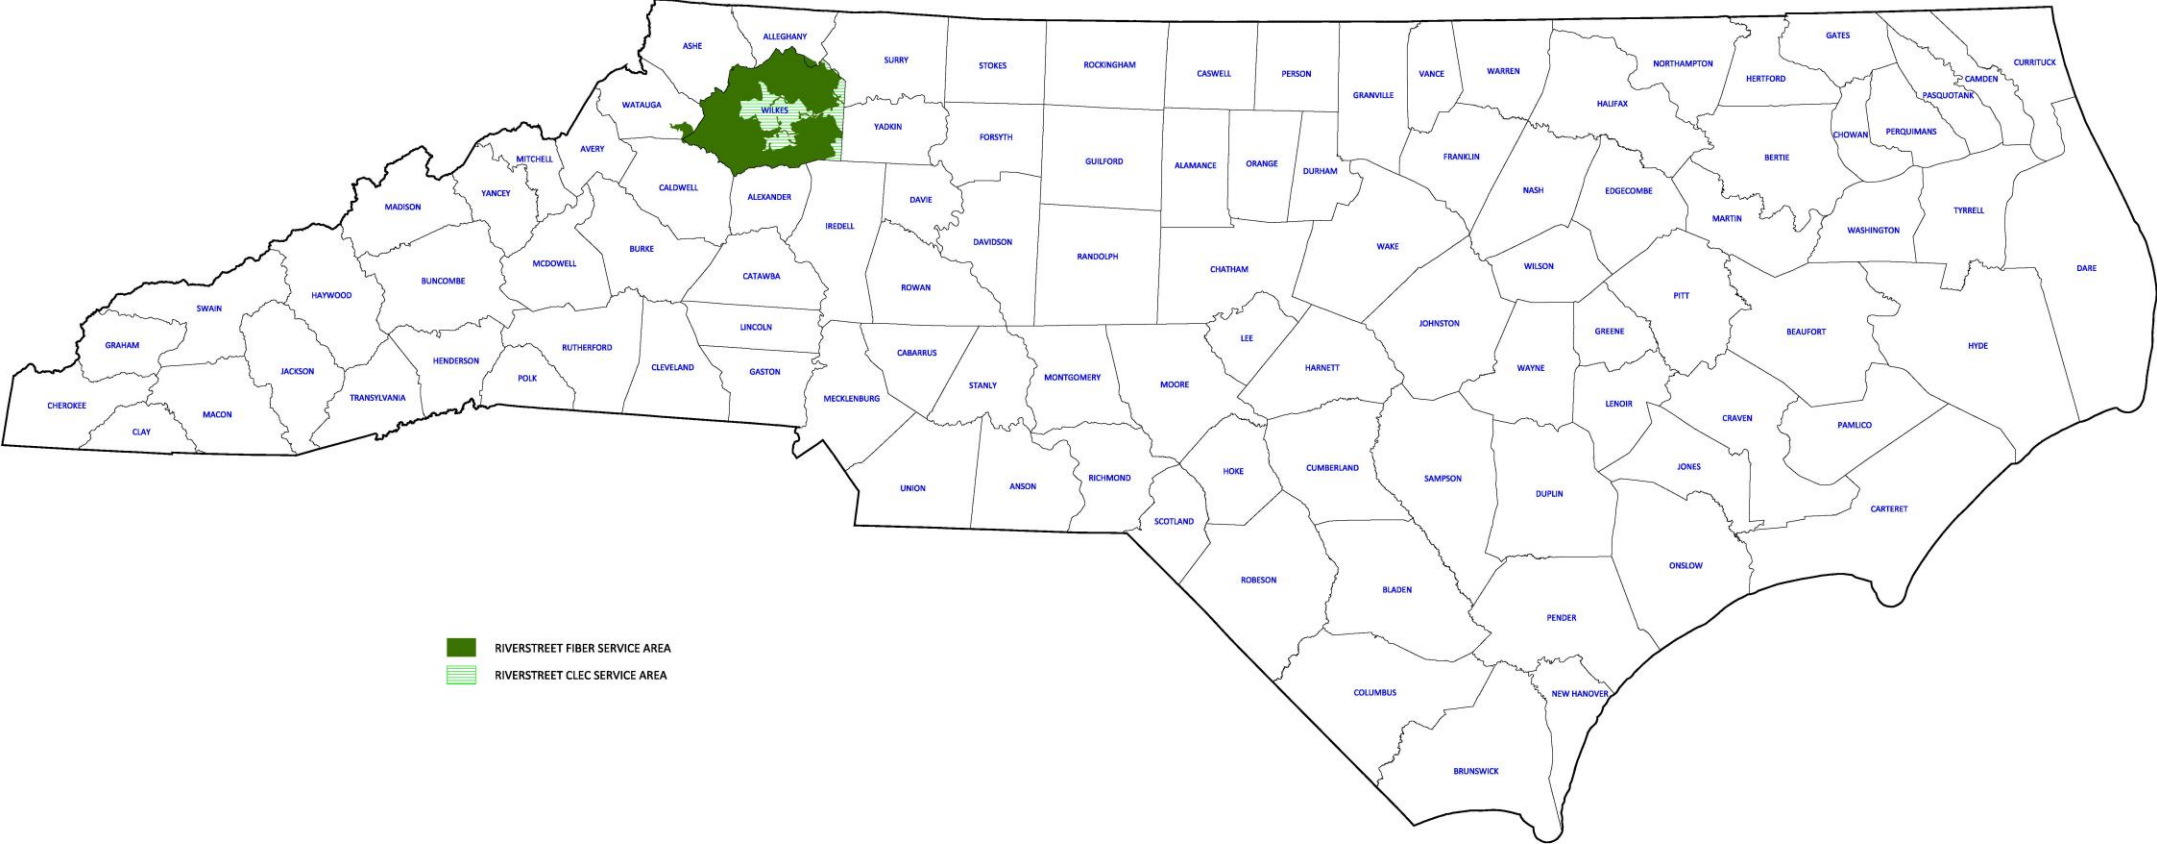 ALLEGHANY
ASHE
SURRY
STOKES
ROCKINGHAM
CASWELL
PERSON
GRANVILLE
VANCE
WARREN
NORTHAMPTON
HALIFAX
HERTFORD
GATES
CURRITUCK
CAMDEN
PASQUOTANK
PERQUIMANS
CHOWAN
WATAUGA
WILKES
YADKIN
FORSYTH
GUILFORD
ALAMANCE
ORANGE
DURHAM
FRANKLIN
NASH
EDGECOMBE
BERTIE
MARTIN
WASHINGTON
TYRRELL
DARE
MITCHELL
AVERY
YANCEY
MADISON
CALDWELL
ALEXANDER
IREDELL
DAVIE
DAVIDSON
RANDOLPH
CHATHAM
WAKE
WILSON
PITT
BEAUFORT
HYDE
SWAIN
HAYWOOD
BUNCOMBE
MCDOWELL
BURKE
CATAWBA
ROWAN
LINCOLN
GRAHAM
JACKSON
HENDERSON
RUTHERFORD
POLK
CLEVELAND
GASTON
MECKLENBURG
CABARRUS
STANLY
MONTGOMERY
MOORE
LEE
HARNETT
JOHNSTON
WAYNE
GREENE
LENOIR
CRAVEN
PAMLICO
CHEROKEE
CLAY
MACON
TRANSYLVANIA
UNION
ANSON
RICHMOND
SCOTLAND
HOKE
CUMBERLAND
SAMPSON
DUPLIN
JONES
CARTERET
ONSLOW
ROBESON
BLADEN
PENDER
COLUMBUS
NEW HANOVER
BRUNSWICK
RIVERSTREET FIBER SERVICE AREA
RIVERSTREET CLEC SERVICE AREA